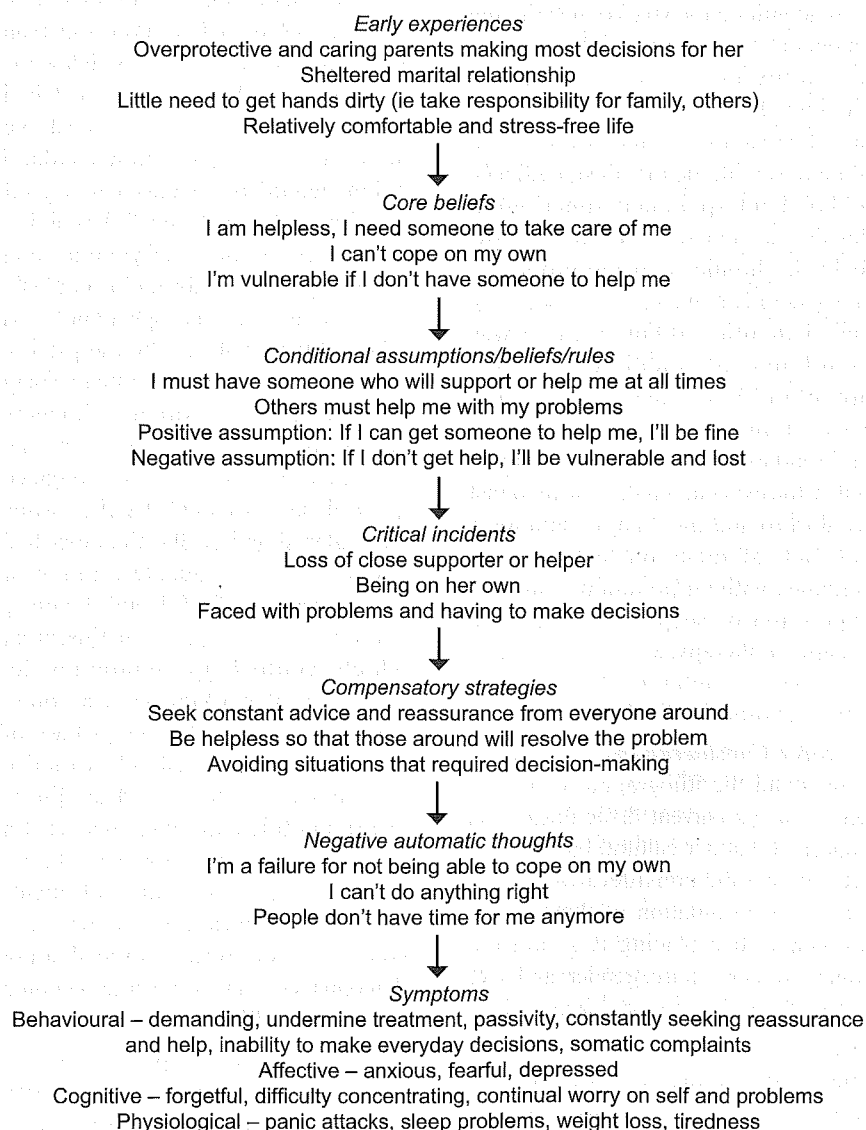 Early experiences
Overprotective and caring parents making most decisions for her
Sheltered marital relationship
Little need to get hands dirty (ie take responsibility for family, others)
Relatively comfortable and stress-free life
Core beliefs
I am helpless, I need someone to take care of me
I can't cope on my own
I'm vulnerable if I don't have someone to help me
Conditional assumptions/beliefs/rules
I must have someone who will support or help me at all times
Others must help me with my problems
Positive assumption: If I can get someone to help me, I'll be fine
Negative assumption: If I don't get help, I'll be vulnerable and lost
Critical incidents
Loss of close supporter or helper
Being on her own
Faced with problems and having to make decisions
Compensatory strategies
Seek constant advice and reassurance from everyone around
Be helpless so that those around will resolve the problem
Avoiding situations that required decision-making
Negative automatic thoughts
I'm a failure for not being able to cope on my own
I can't do anything right
People don't have time for me anymore
Symptoms
Behavioural – demanding, undermine treatment, passivity, constantly seeking reassurance
and help, inability to make everyday decisions, somatic complaints
Affective – anxious, fearful, depressed
Cognitive – forgetful, difficulty concentrating, continual worry on self and problems
Physiological – panic attacks, sleep problems, weight loss, tiredness